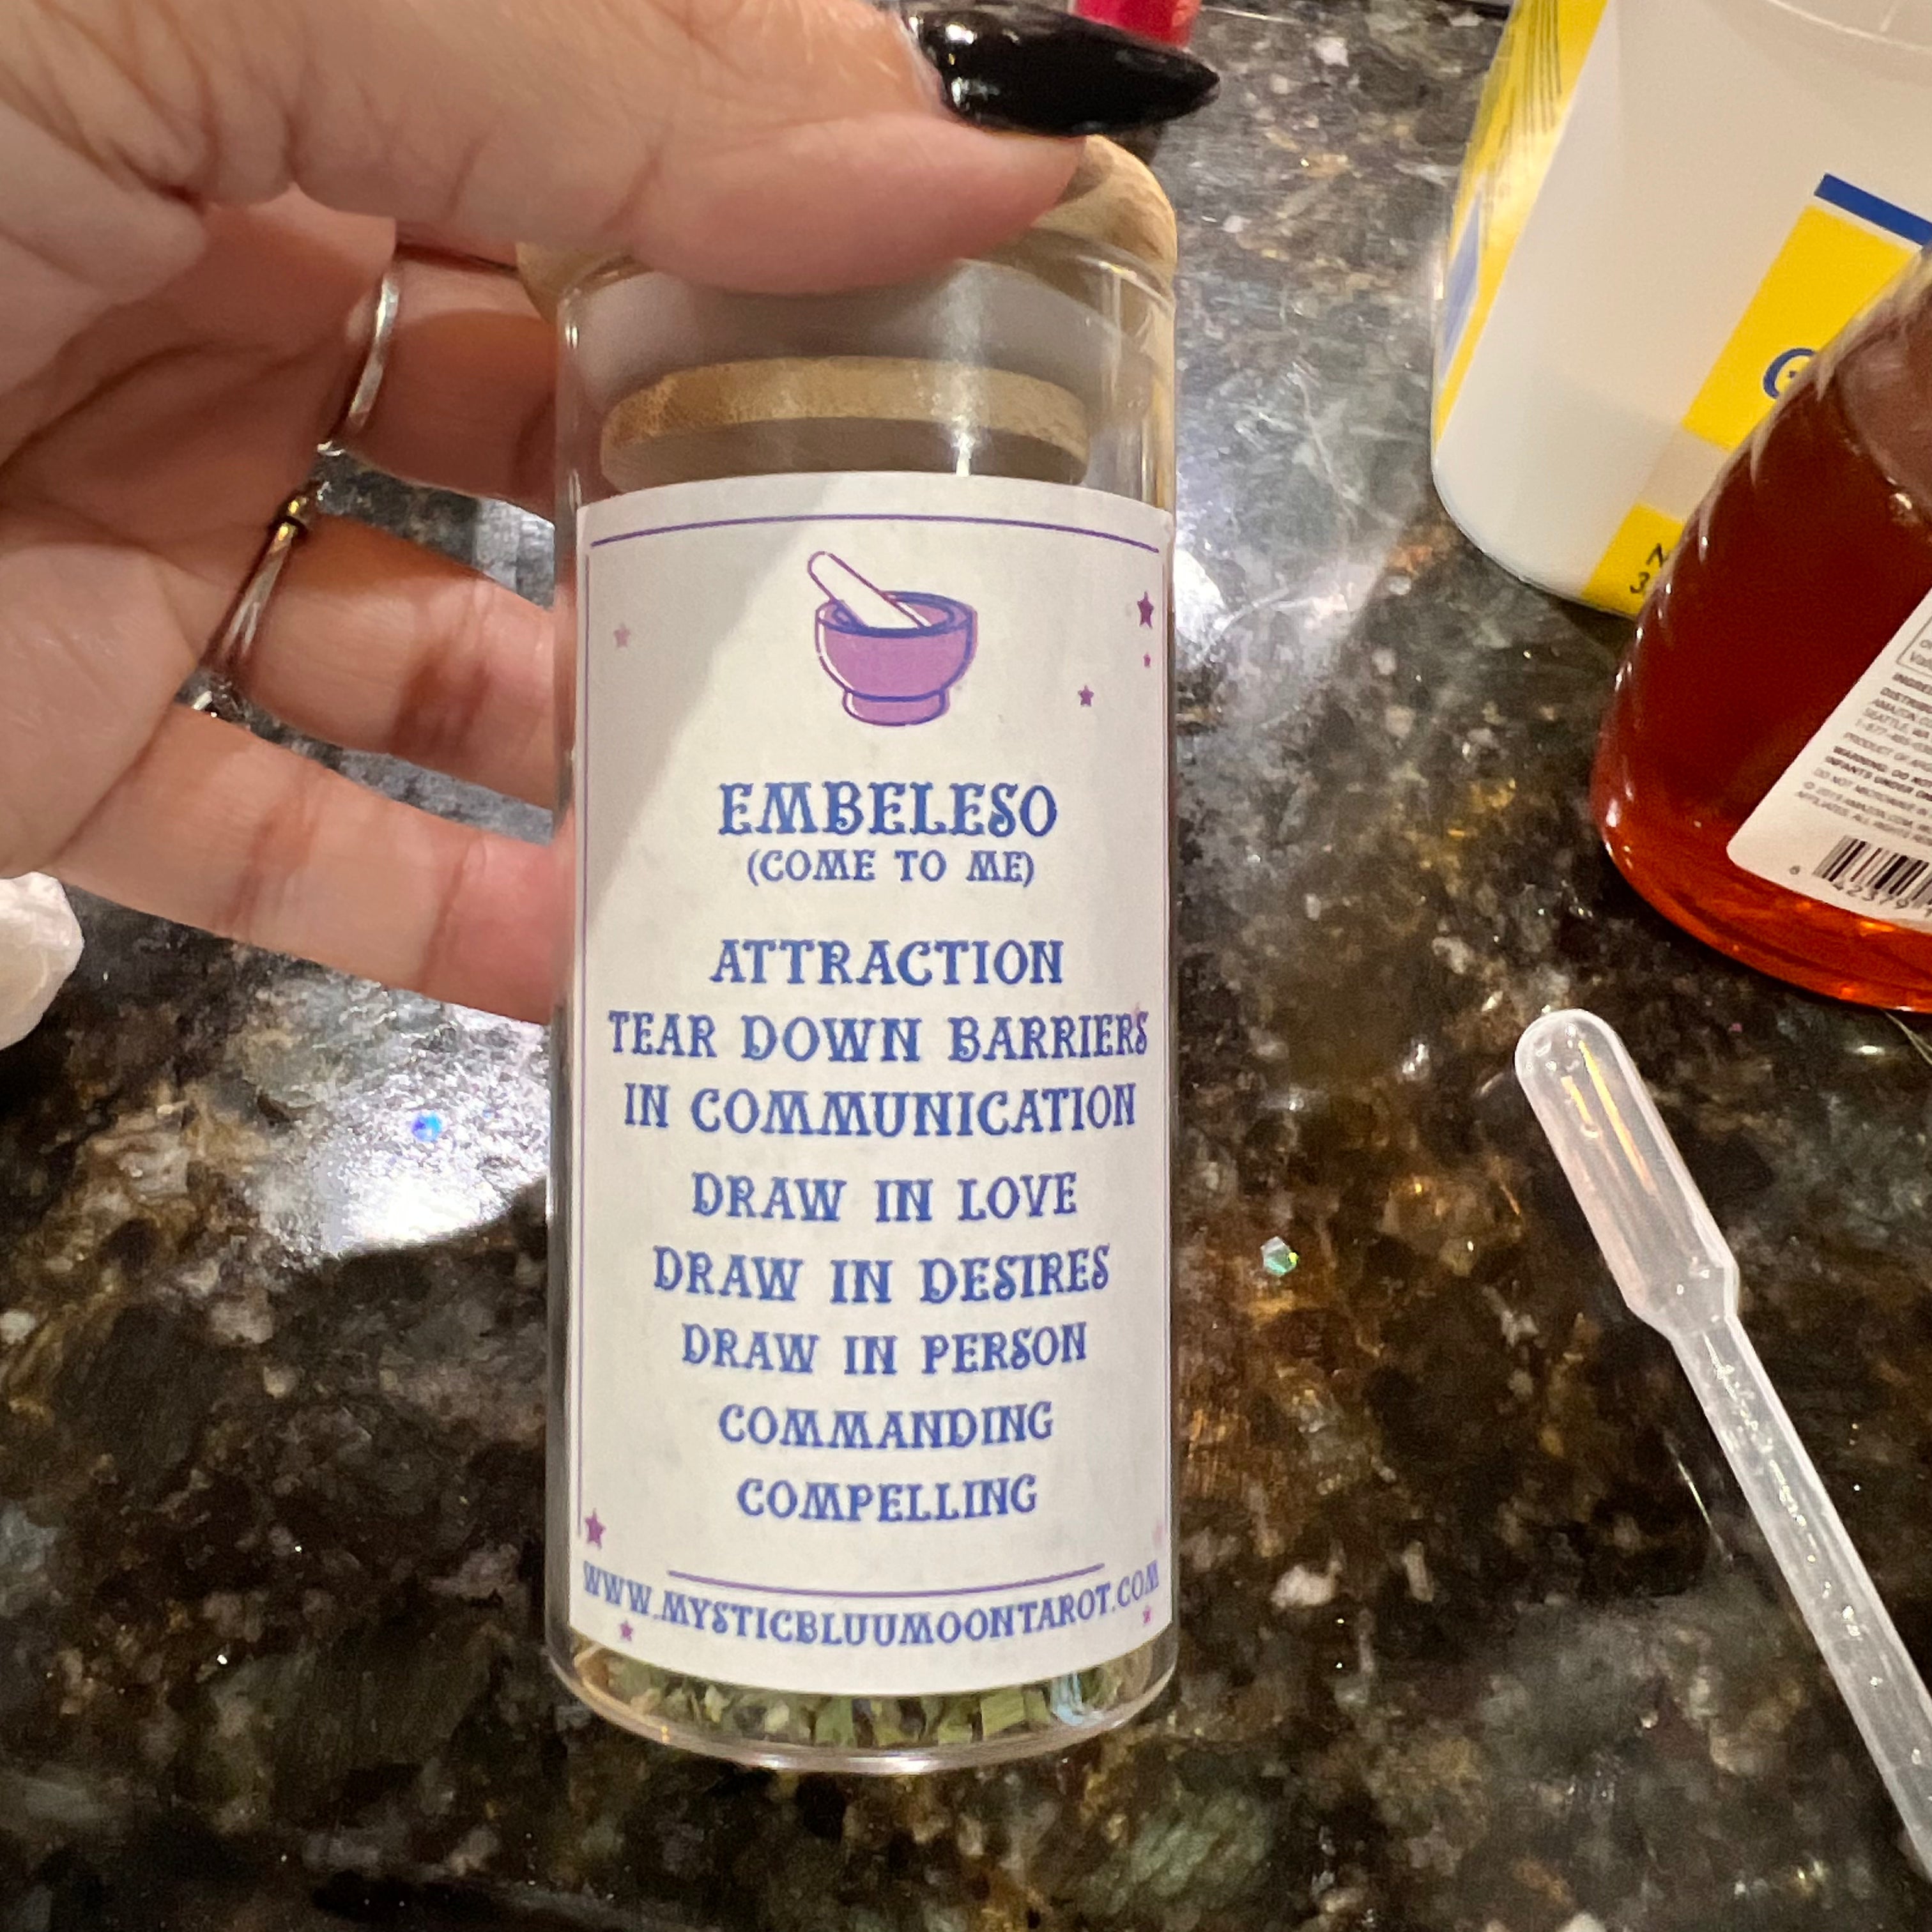 EMBELESO
(COME TO ME)
ATTRACTION
TEAR DOWN BARRIERS
IN COMMUNICATION
DRAW IN LOVE
DRAW IN DESIRES
DRAW IN PERSON
COMMANDING
COMPELLING
WWW.MYSTICBLUUMOONTAROT.COM